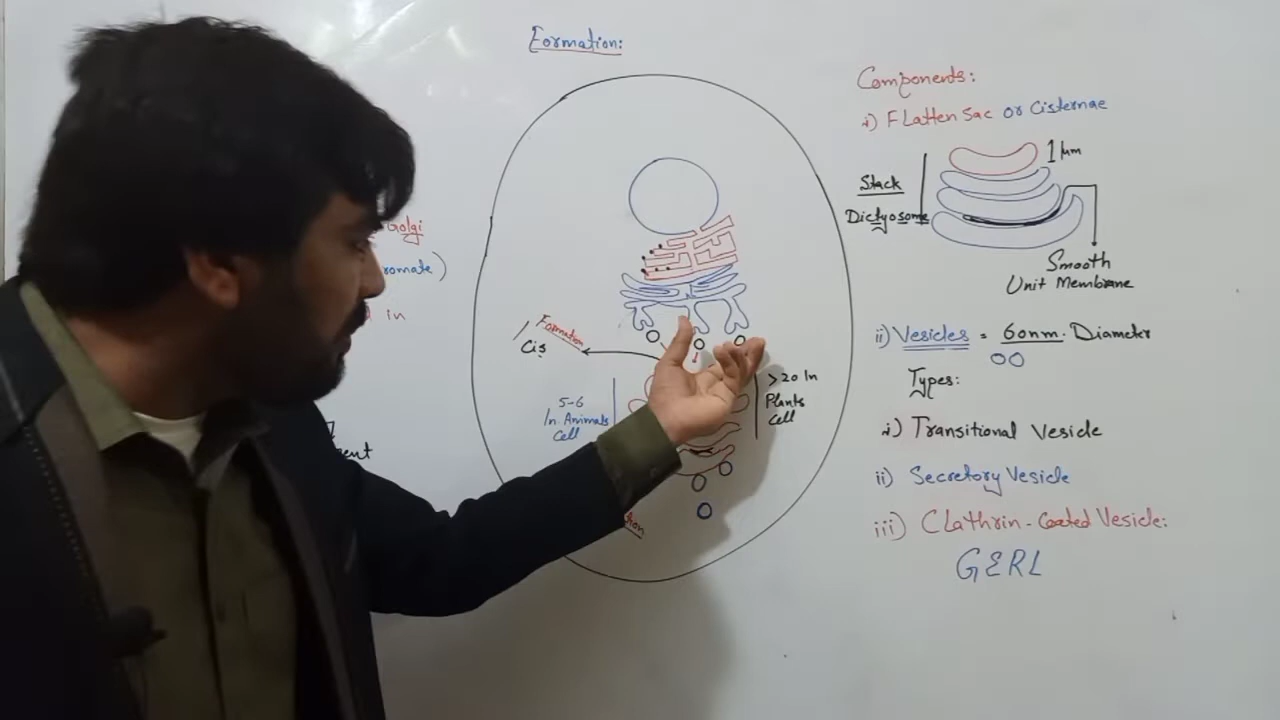 Formation:
Golgi
in
Formation
Cis
5-6
In Animals
Cell
>20 In
Plants
Cell
Components:
i) Flatten Sac or Cisternae
1 μm
Stack
Dictyosome
Smooth
Unit Membrane
ii) Vesicles = 60nm. Diameter
Types:
i) Transitional Vesicle
ii) Secretory Vesicle
iii) Clathrin-Coated Vesicle:
GERL